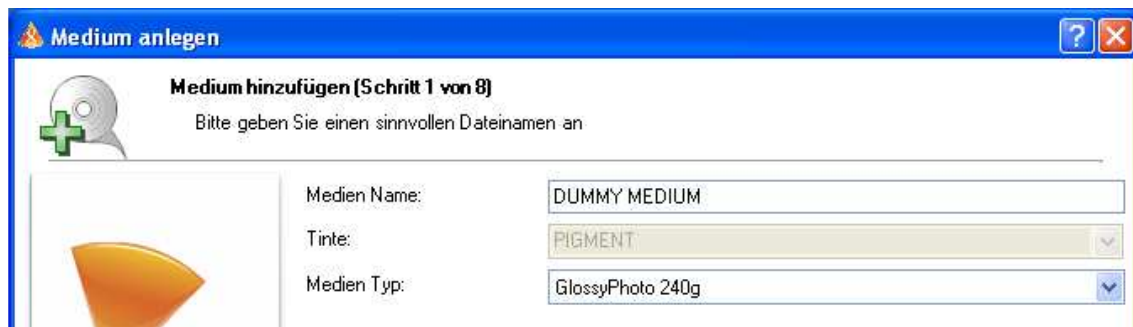 Medium anlegen
Medium hinzufügen (Schritt 1 von 8)
Bitte geben Sie einen sinnvollen Dateinamen an
Medien Name: DUMMY MEDIUM
Tinte: PIGMENT
Medien Typ: GlossyPhoto 240g